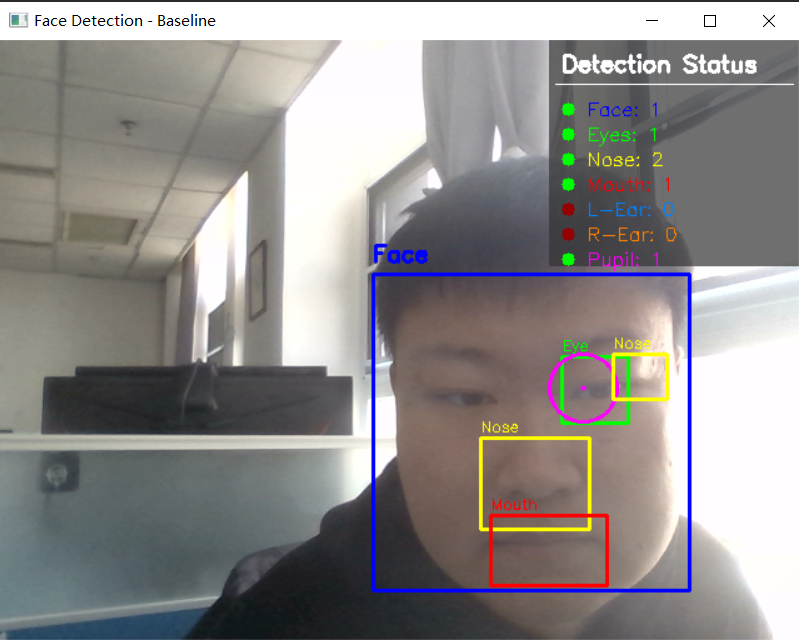 Face Detection - Baseline
Detection Status
Face: 1
Eyes: 1
Nose: 2
Mouth: 1
L-Ear: 0
R-Ear: 0
Pupil: 1
Face
Eye
Nose
Nose
Mouth